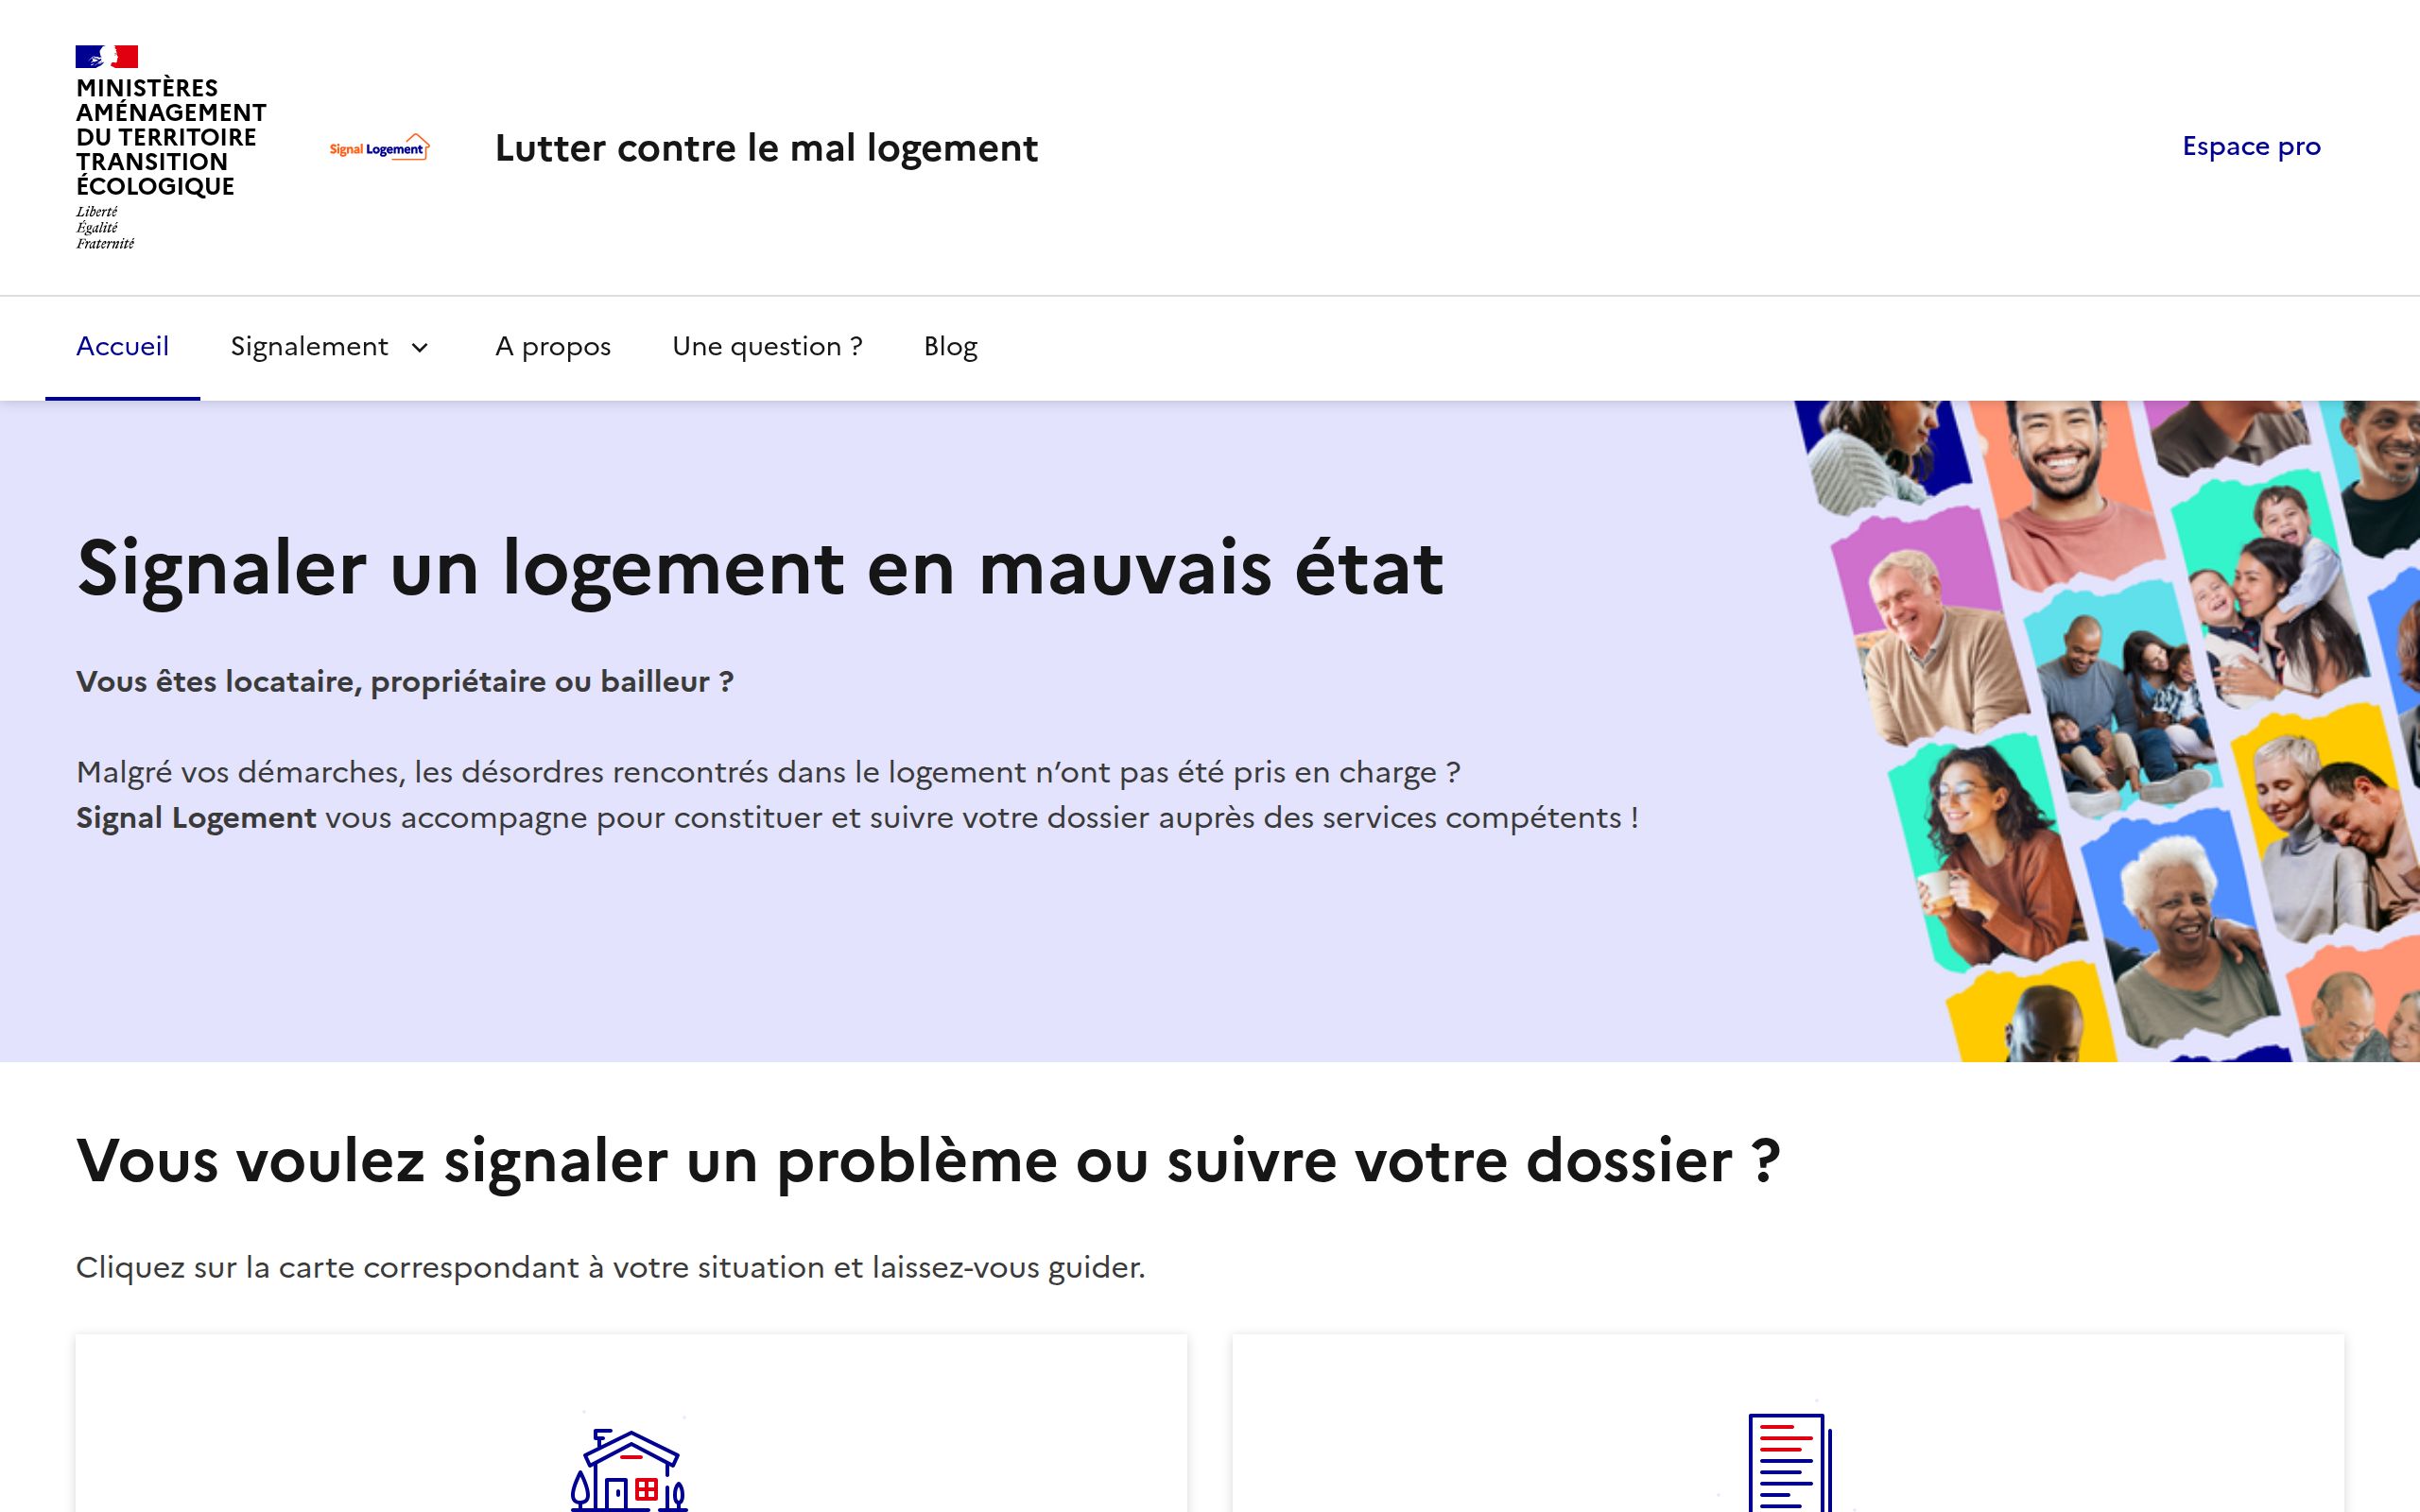 MINISTÈRES
AMÉNAGEMENT
DU TERRITOIRE
TRANSITION
ÉCOLOGIQUE
Liberté
Égalité
Fraternité
Signal Logement
Lutter contre le mal logement
Espace pro
Accueil
Signalement
A propos
Une question ?
Blog
Signaler un logement en mauvais état
Vous êtes locataire, propriétaire ou bailleur ?
Malgré vos démarches, les désordres rencontrés dans le logement n’ont pas été pris en charge ?
Signal Logement vous accompagne pour constituer et suivre votre dossier auprès des services compétents !
Vous voulez signaler un problème ou suivre votre dossier ?
Cliquez sur la carte correspondant à votre situation et laissez-vous guider.